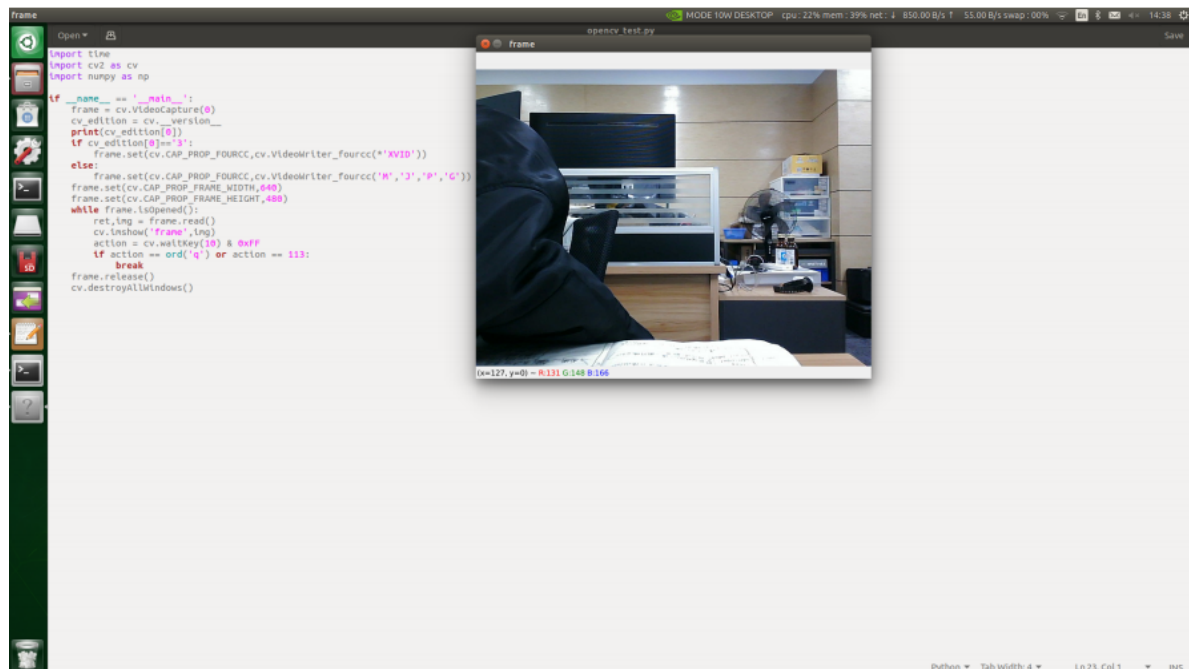 frame
MODE 10W DESKTOP cpu: 22% mem: 39% net: ↓ 850.00 B/s ↑ 55.00 B/s swap: 00% En 14:38
Open opencv_test.py Save
import time
import cv2 as cv
import numpy as np
if __name__ == '__main__':
    frame = cv.VideoCapture(0)
    cv_edition = cv.__version__
    print(cv_edition[0])
    if cv_edition[0]=='3':
        frame.set(cv.CAP_PROP_FOURCC,cv.VideoWriter_fourcc(*'XVID'))
    else:
        frame.set(cv.CAP_PROP_FOURCC,cv.VideoWriter_fourcc('M','J','P','G'))
    frame.set(cv.CAP_PROP_FRAME_WIDTH,640)
    frame.set(cv.CAP_PROP_FRAME_HEIGHT,480)
    while frame.isOpened():
        ret,img = frame.read()
        cv.imshow('frame',img)
        action = cv.waitKey(10) & 0xFF
        if action == ord('q') or action == 113:
            break
    frame.release()
    cv.destroyAllWindows()
frame
(x=127, y=0) ~ R:131 G:148 B:166
SD
Python Tab Width: 4 Ln 23, Col 1 INS